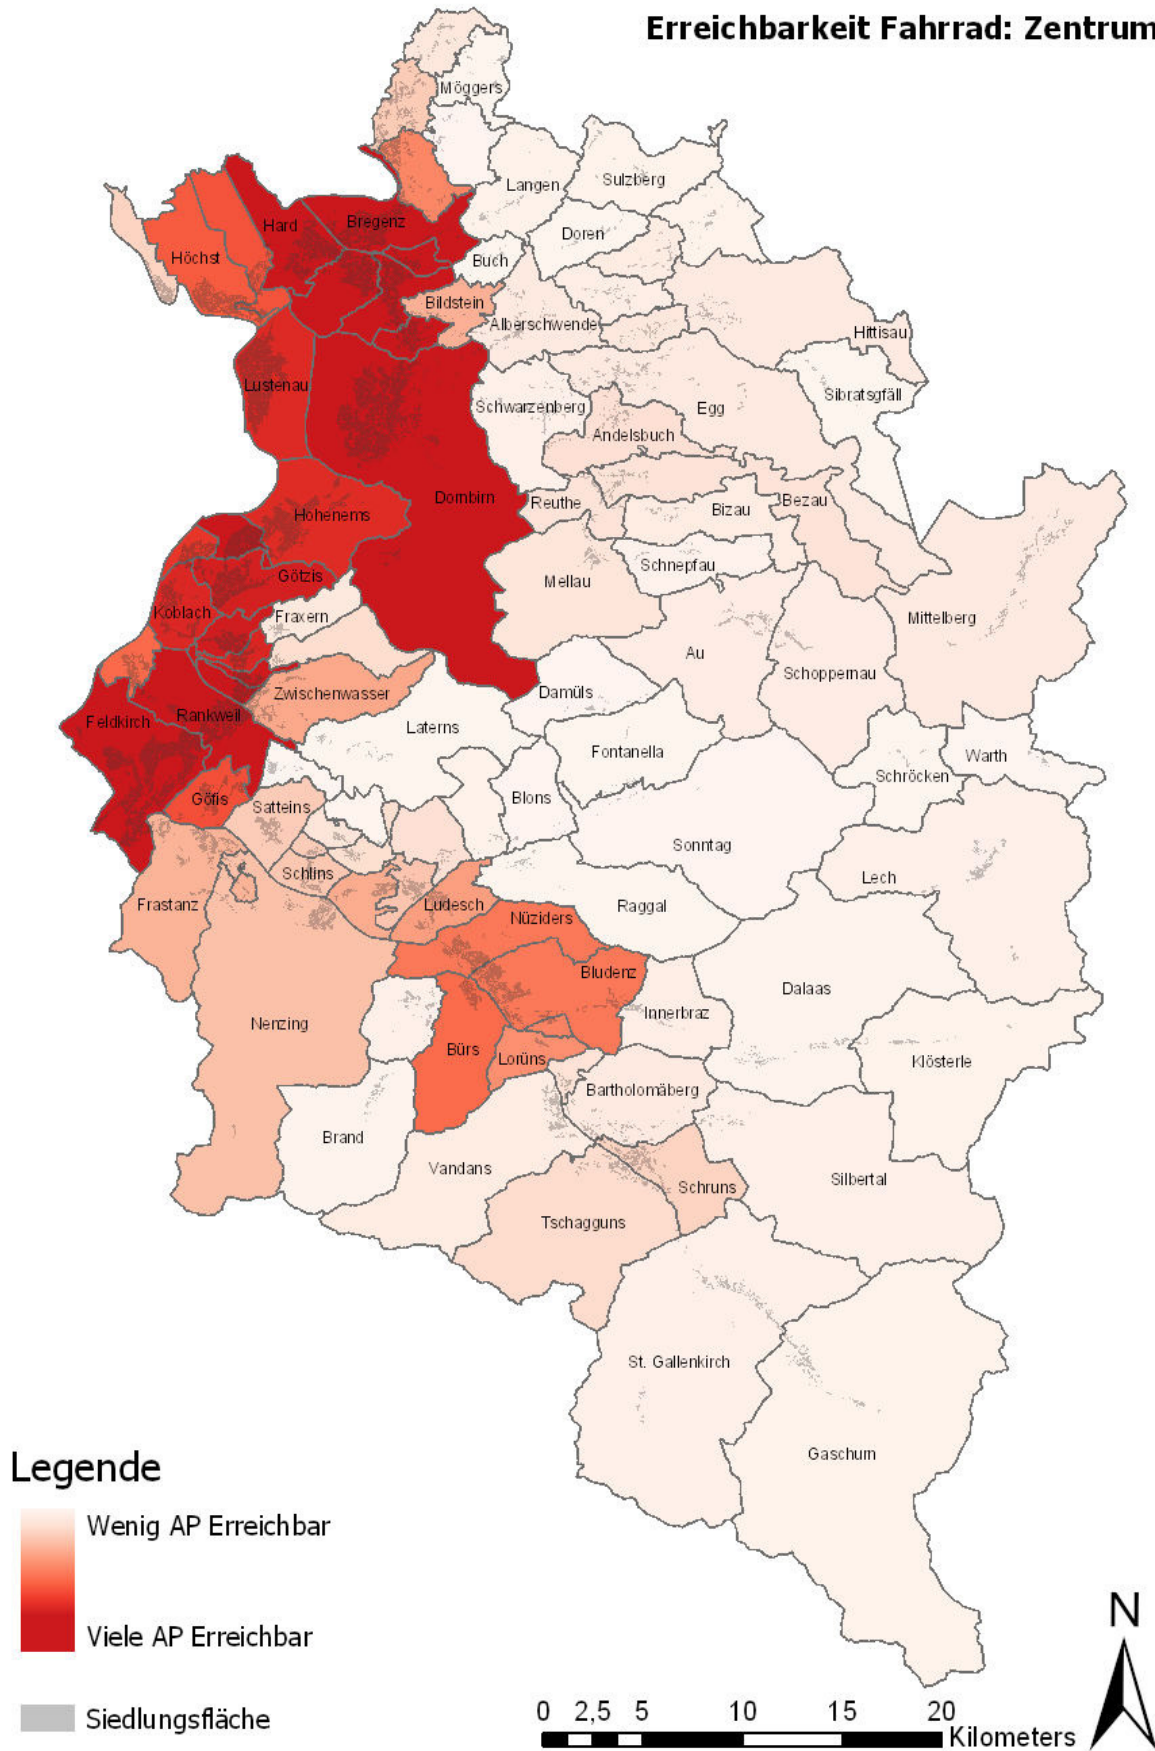 Erreichbarkeit Fahrrad: Zentrum
Möggers
Langen
Sulzberg
Hard
Bregenz
Doren
Höchst
Buch
Bildstein
Alberschwende
Hittisau
Lustenau
Sibratsgfäll
Schwarzenberg
Egg
Andelsbuch
Dornbirn
Reuthe
Bezau
Bizau
Hohenems
Schnepfau
Götzis
Mellau
Koblach
Fraxern
Mittelberg
Au
Schoppernau
Zwischenwasser
Damüls
Feldkirch
Rankweil
Laterns
Fontanella
Warth
Schröcken
Göfis
Satteins
Blons
Sonntag
Schlins
Lech
Frastanz
Ludesch
Raggal
Nüziders
Bludenz
Dalaas
Innerbraz
Nenzing
Bürs
Lorüns
Klösterle
Bartholomäberg
Brand
Vandans
Schruns
Silbertal
Tschagguns
St. Gallenkirch
Gaschurn
Legende
Wenig AP Erreichbar
Viele AP Erreichbar
Siedlungsfläche
0 2,5 5 10 15 20
Kilometers
N